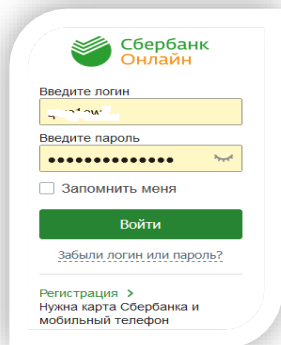 Сбербанк
Онлайн
Введите логин
Введите пароль
Запомнить меня
Войти
Забыли логин или пароль?
Регистрация >
Нужна карта Сбербанка и
мобильный телефон